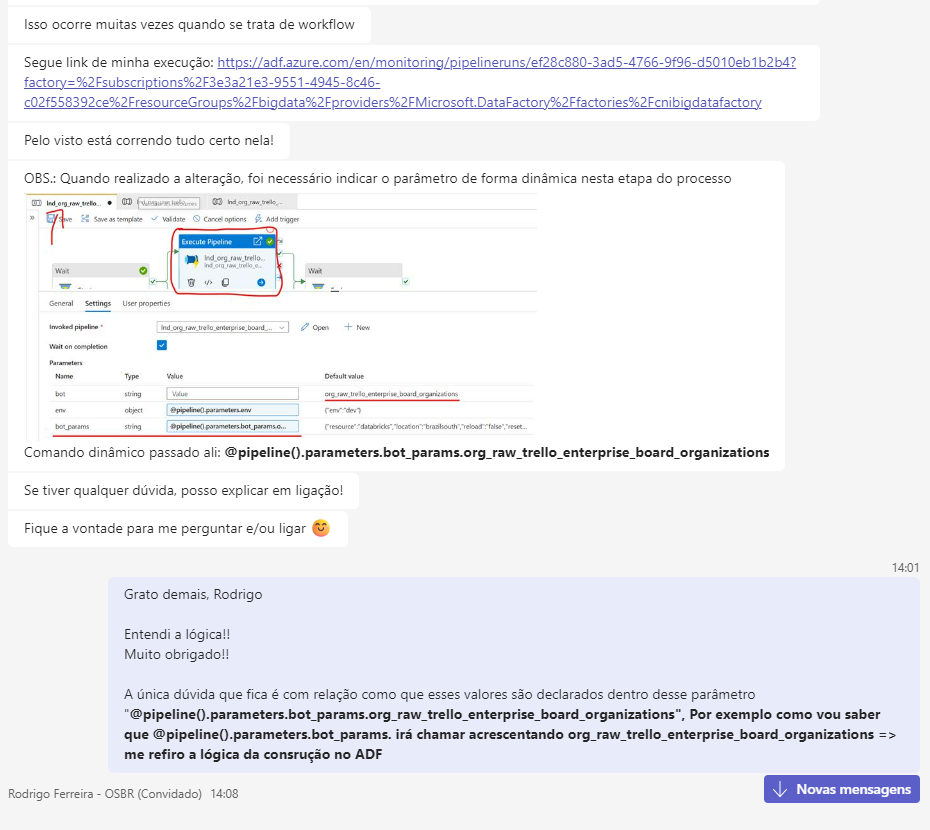 Isso ocorre muitas vezes quando se trata de workflow
Segue link de minha execução: https://adf.azure.com/en/monitoring/pipelineruns/ef28c880-3ad5-4766-9f96-d5010eb1b2b4?
factory=%2Fsubscriptions%2F3e3a21e3-9551-4945-8c46-
c02f558392ce%2FresourceGroups%2Fbigdata%2Fproviders%2FMicrosoft.DataFactory%2Ffactories%2Fcnibigdatafactory
Pelo visto está correndo tudo certo nela!
OBS.: Quando realizado a alteração, foi necessário indicar o parâmetro de forma dinâmica nesta etapa do processo
lnd_org_raw_trello...
lnd_org_raw_trello_...
Save Save as template Validate Cancel options Add trigger
Execute Pipeline
lnd_org_raw_trello...
lnd_org_raw_trello_e...
Wait
Wait
General Settings User properties
Invoked pipeline * lnd_org_raw_trello_enterprise_board_... Open New
Wait on completion
Parameters
Name Type Value Default value
bot string Value org_raw_trello_enterprise_board_organizations
env object @pipeline().parameters.env {"env":"dev"}
bot_params string @pipeline().parameters.bot_params.o... {"resource":"databricks","location":"brazilsouth","reload":"false","reset...
Comando dinâmico passado ali: @pipeline().parameters.bot_params.org_raw_trello_enterprise_board_organizations
Se tiver qualquer dúvida, posso explicar em ligação!
Fique a vontade para me perguntar e/ou ligar 😊
14:01
Grato demais, Rodrigo
Entendi a lógica!!
Muito obrigado!!
A única dúvida que fica é com relação como que esses valores são declarados dentro desse parâmetro
"@pipeline().parameters.bot_params.org_raw_trello_enterprise_board_organizations", Por exemplo como vou saber
que @pipeline().parameters.bot_params. irá chamar acrescentando org_raw_trello_enterprise_board_organizations =>
me refiro a lógica da consrução no ADF
Novas mensagens
Rodrigo Ferreira - OSBR (Convidado) 14:08